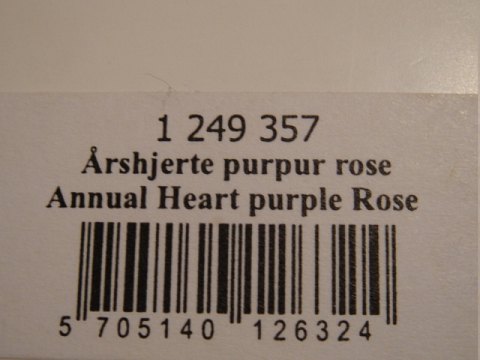 1 249 357
Årshjerte purpur rose
Annual Heart purple Rose
5 705140 126324